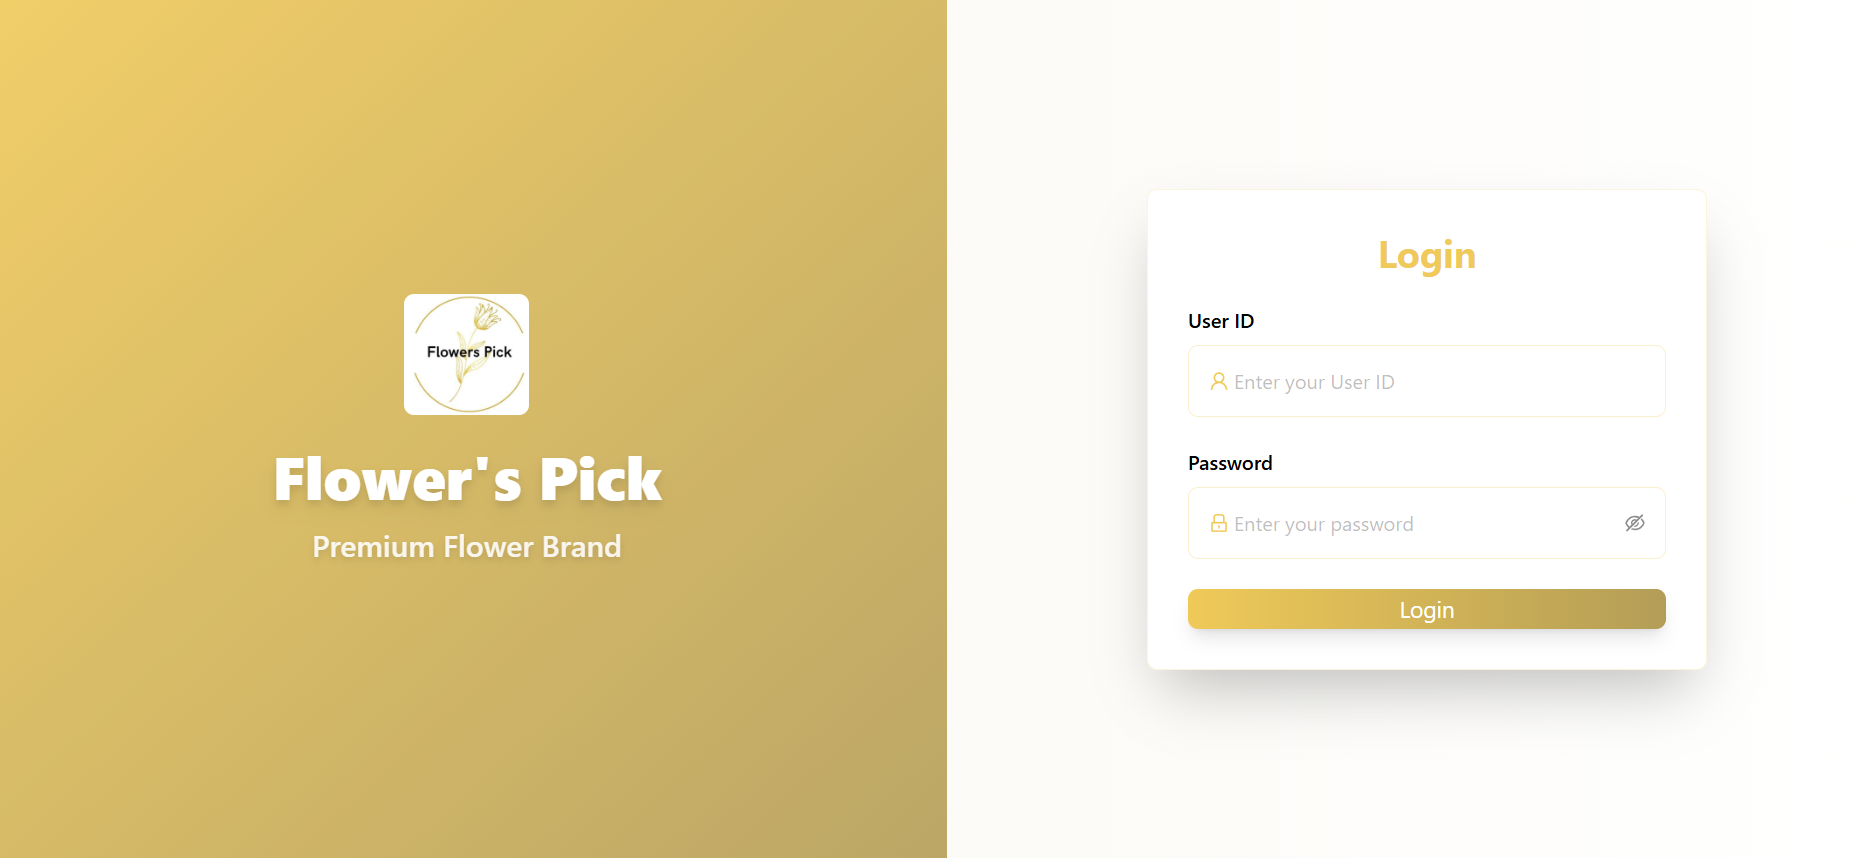 Flowers Pick
Flower's Pick
Premium Flower Brand
Login
User ID
Enter your User ID
Password
Enter your password
Login